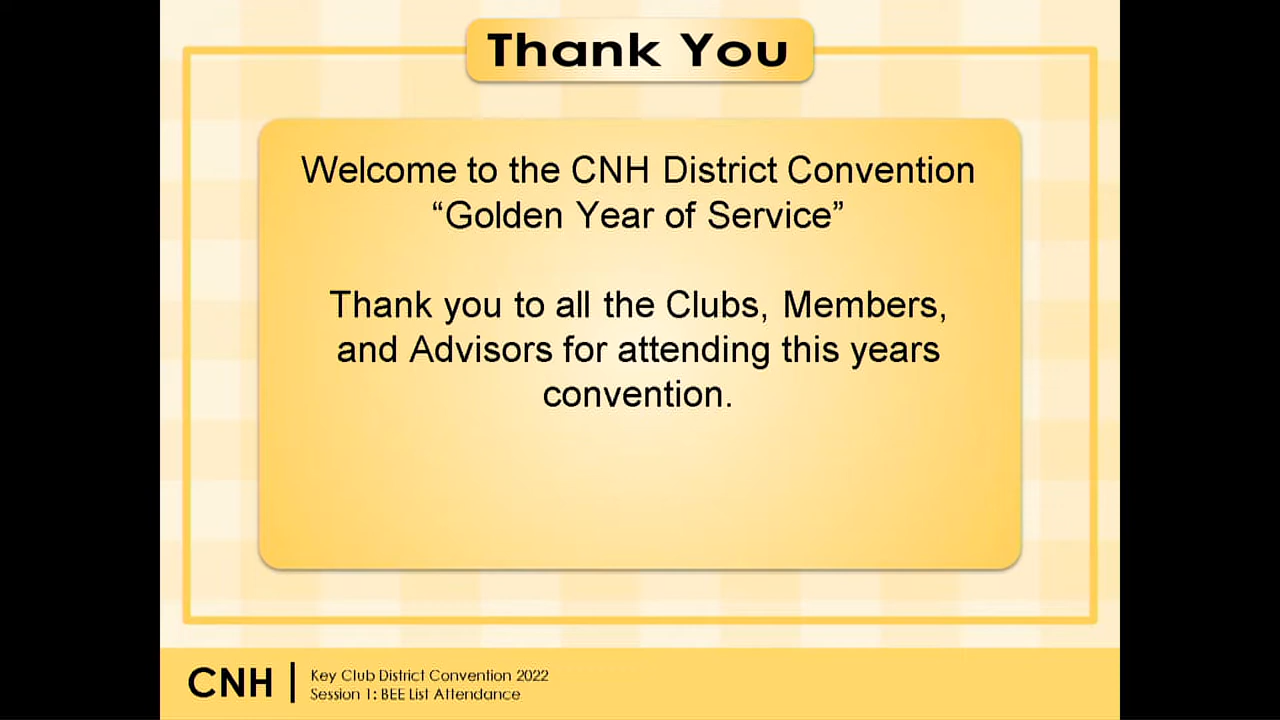 Thank You
Welcome to the CNH District Convention
“Golden Year of Service”
Thank you to all the Clubs, Members,
and Advisors for attending this years
convention.
CNH
Key Club District Convention 2022
Session 1: BEE List Attendance